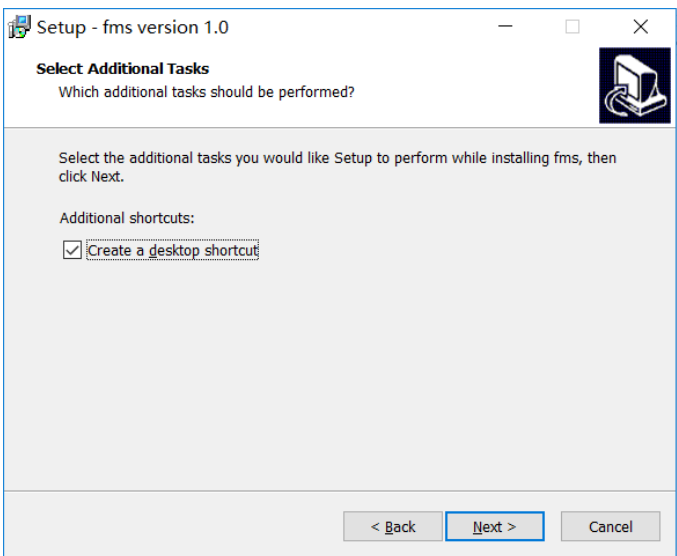 Setup - fms version 1.0
Select Additional Tasks
Which additional tasks should be performed?
Select the additional tasks you would like Setup to perform while installing fms, then
click Next.
Additional shortcuts:
Create a desktop shortcut
< Back
Next >
Cancel